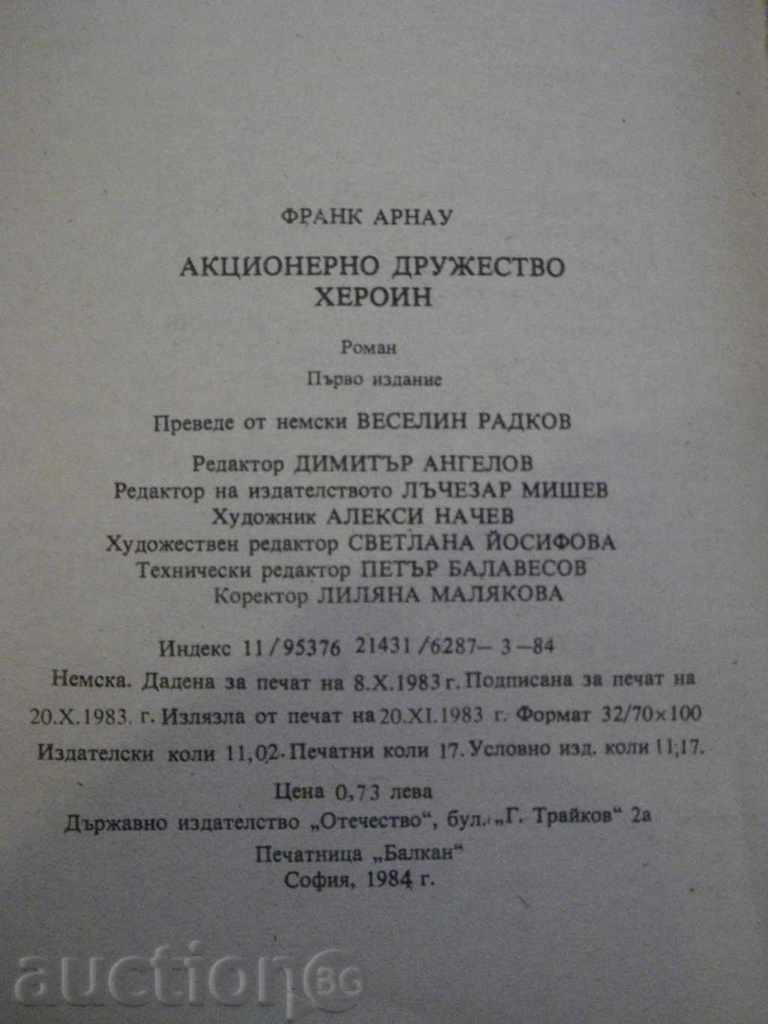 ФРАНК АРНАУ
АКЦИОНЕРНО ДРУЖЕСТВО
ХЕРОИН
Роман
Първо издание
Преведе от немски ВЕСЕЛИН РАДКОВ
Редактор ДИМИТЪР АНГЕЛОВ
Редактор на издателството ЛЪЧЕЗАР МИШЕВ
Художник АЛЕКСИ НАЧЕВ
Художествен редактор СВЕТЛАНА ЙОСИФОВА
Технически редактор ПЕТЪР БАЛАВЕСОВ
Коректор ЛИЛЯНА МАЛЯКОВА
Индекс 11/95376 21431/6287–3–84
Немска. Дадена за печат на 8.X.1983 г. Подписана за печат на
20.X.1983. г. Излязла от печат на 20.XI.1983 г. Формат 32/70×100
Издателски коли 11,02. Печатни коли 17. Условно изд. коли 11,17.
Цена 0,73 лева
Държавно издателство „Отечество“, бул. „Г. Трайков“ 2а
Печатница „Балкан“
София, 1984 г.
auction BG